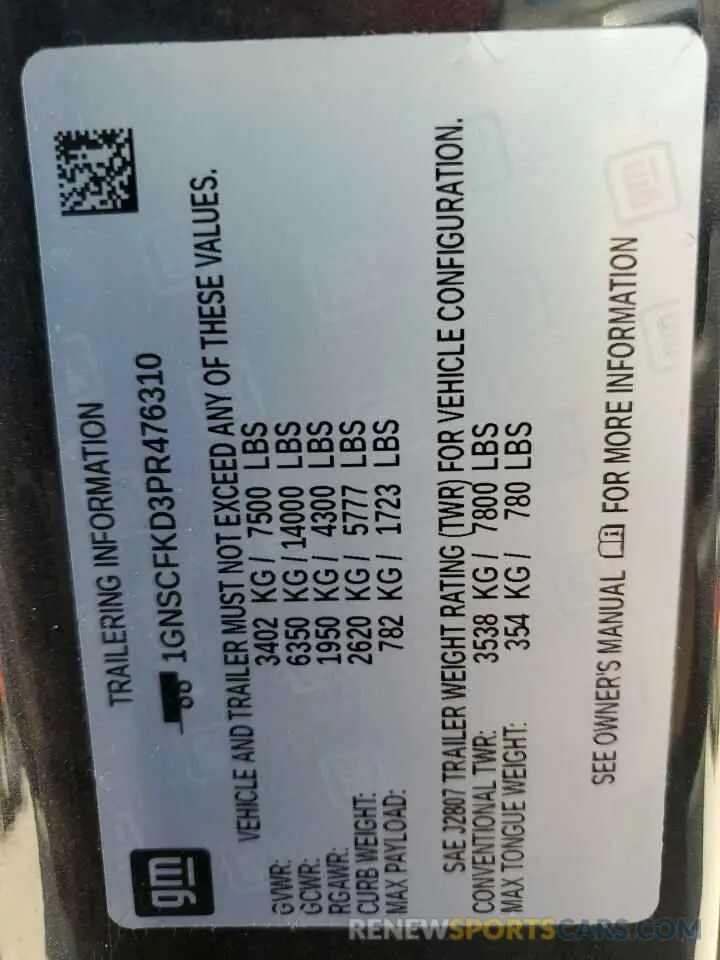 TRAILERING INFORMATION
1GNSCFKD3PR476310
VEHICLE AND TRAILER MUST NOT EXCEED ANY OF THESE VALUES.
GVWR: 3402 KG / 7500 LBS
GCWR: 6350 KG / 14000 LBS
RGAWR: 1950 KG / 4300 LBS
CURB WEIGHT: 2620 KG / 5777 LBS
MAX PAYLOAD: 782 KG / 1723 LBS
SAE J2807 TRAILER WEIGHT RATING (TWR) FOR VEHICLE CONFIGURATION.
CONVENTIONAL TWR: 3538 KG / 7800 LBS
MAX TONGUE WEIGHT: 354 KG / 780 LBS
SEE OWNER'S MANUAL FOR MORE INFORMATION
gm
gm
RENEWSPORTSCARS.COM